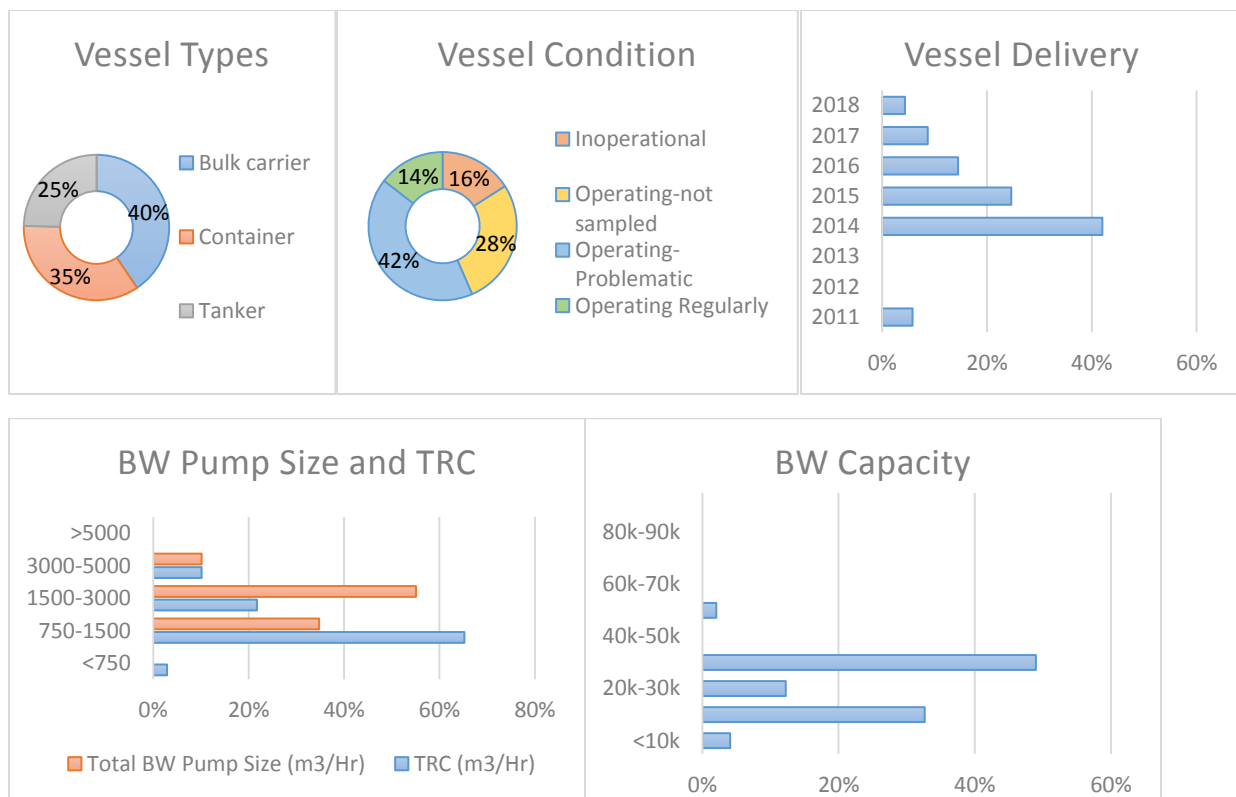 Vessel Types
25%
40%
35%
Bulk carrier
Container
Tanker
Vessel Condition
14%
16%
42%
28%
Inoperational
Operating-not
sampled
Operating-
Problematic
Operating Regularly
Vessel Delivery
2018
2017
2016
2015
2014
2013
2012
2011
0% 20% 40% 60%
BW Pump Size and TRC
>5000
3000-5000
1500-3000
750-1500
<750
0% 20% 40% 60% 80%
Total BW Pump Size (m3/Hr) TRC (m3/Hr)
BW Capacity
80k-90k
60k-70k
40k-50k
20k-30k
<10k
0% 20% 40% 60%